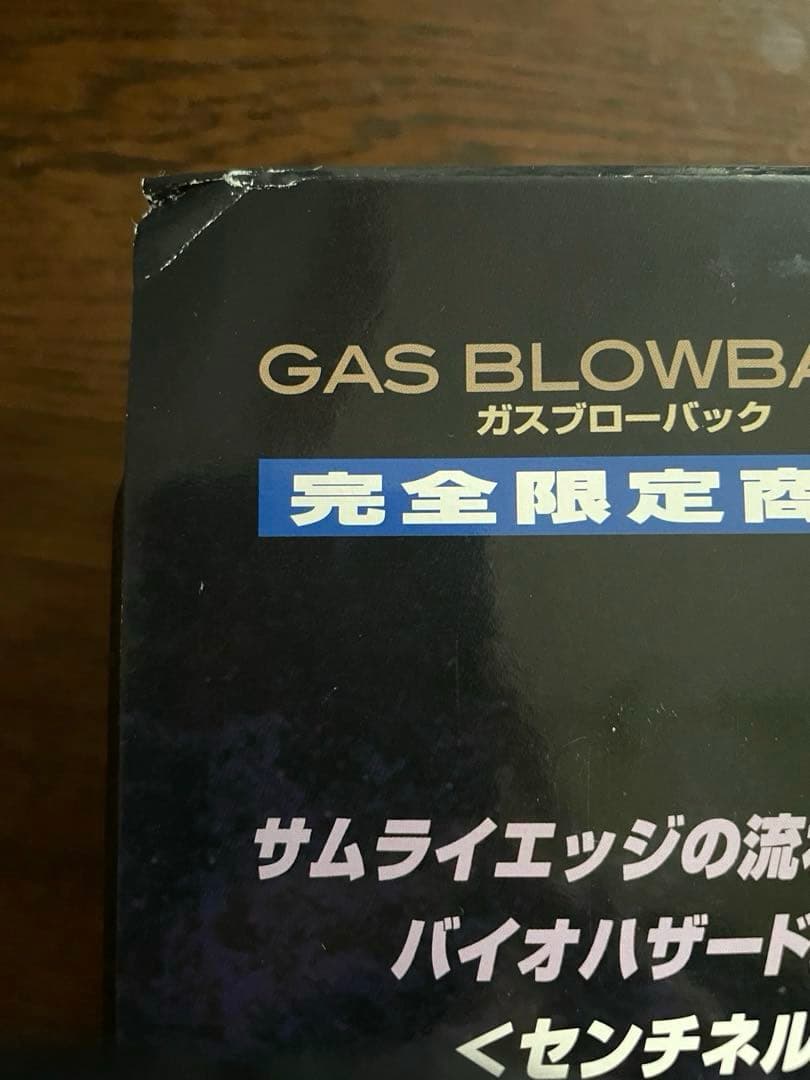 GAS BLOWBA
ガスブローバック
完全限定商
サムライエッジの流
バイオハザード
<センチネル